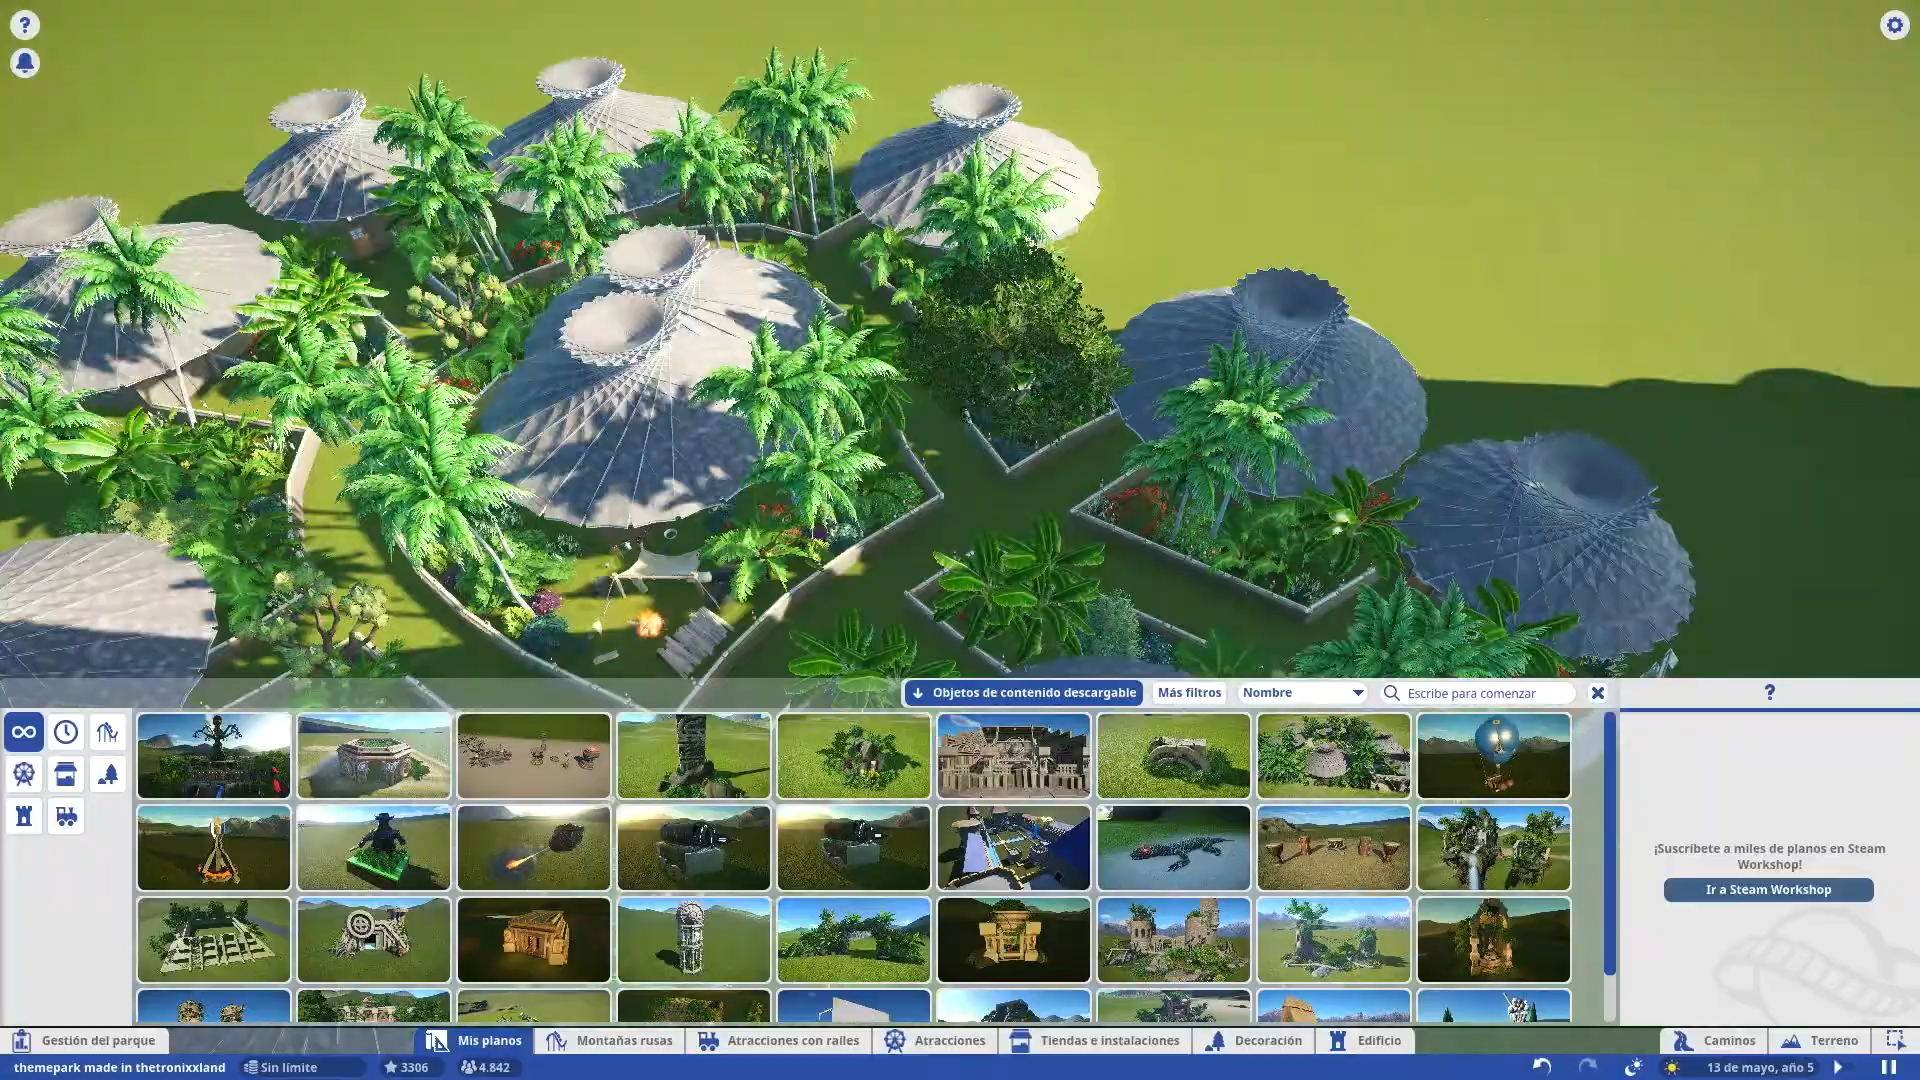 ?
Objetos de contenido descargable
Más filtros
Nombre
Escribe para comenzar
?
¡Suscríbete a miles de planos en Steam
Workshop!
Ir a Steam Workshop
Gestión del parque
Mis planos
Montañas rusas
Atracciones con raíles
Atracciones
Tiendas e instalaciones
Decoración
Edificio
Caminos
Terreno
themepark made in thetronixxland
Sin límite
3306
4.842
13 de mayo, año 5